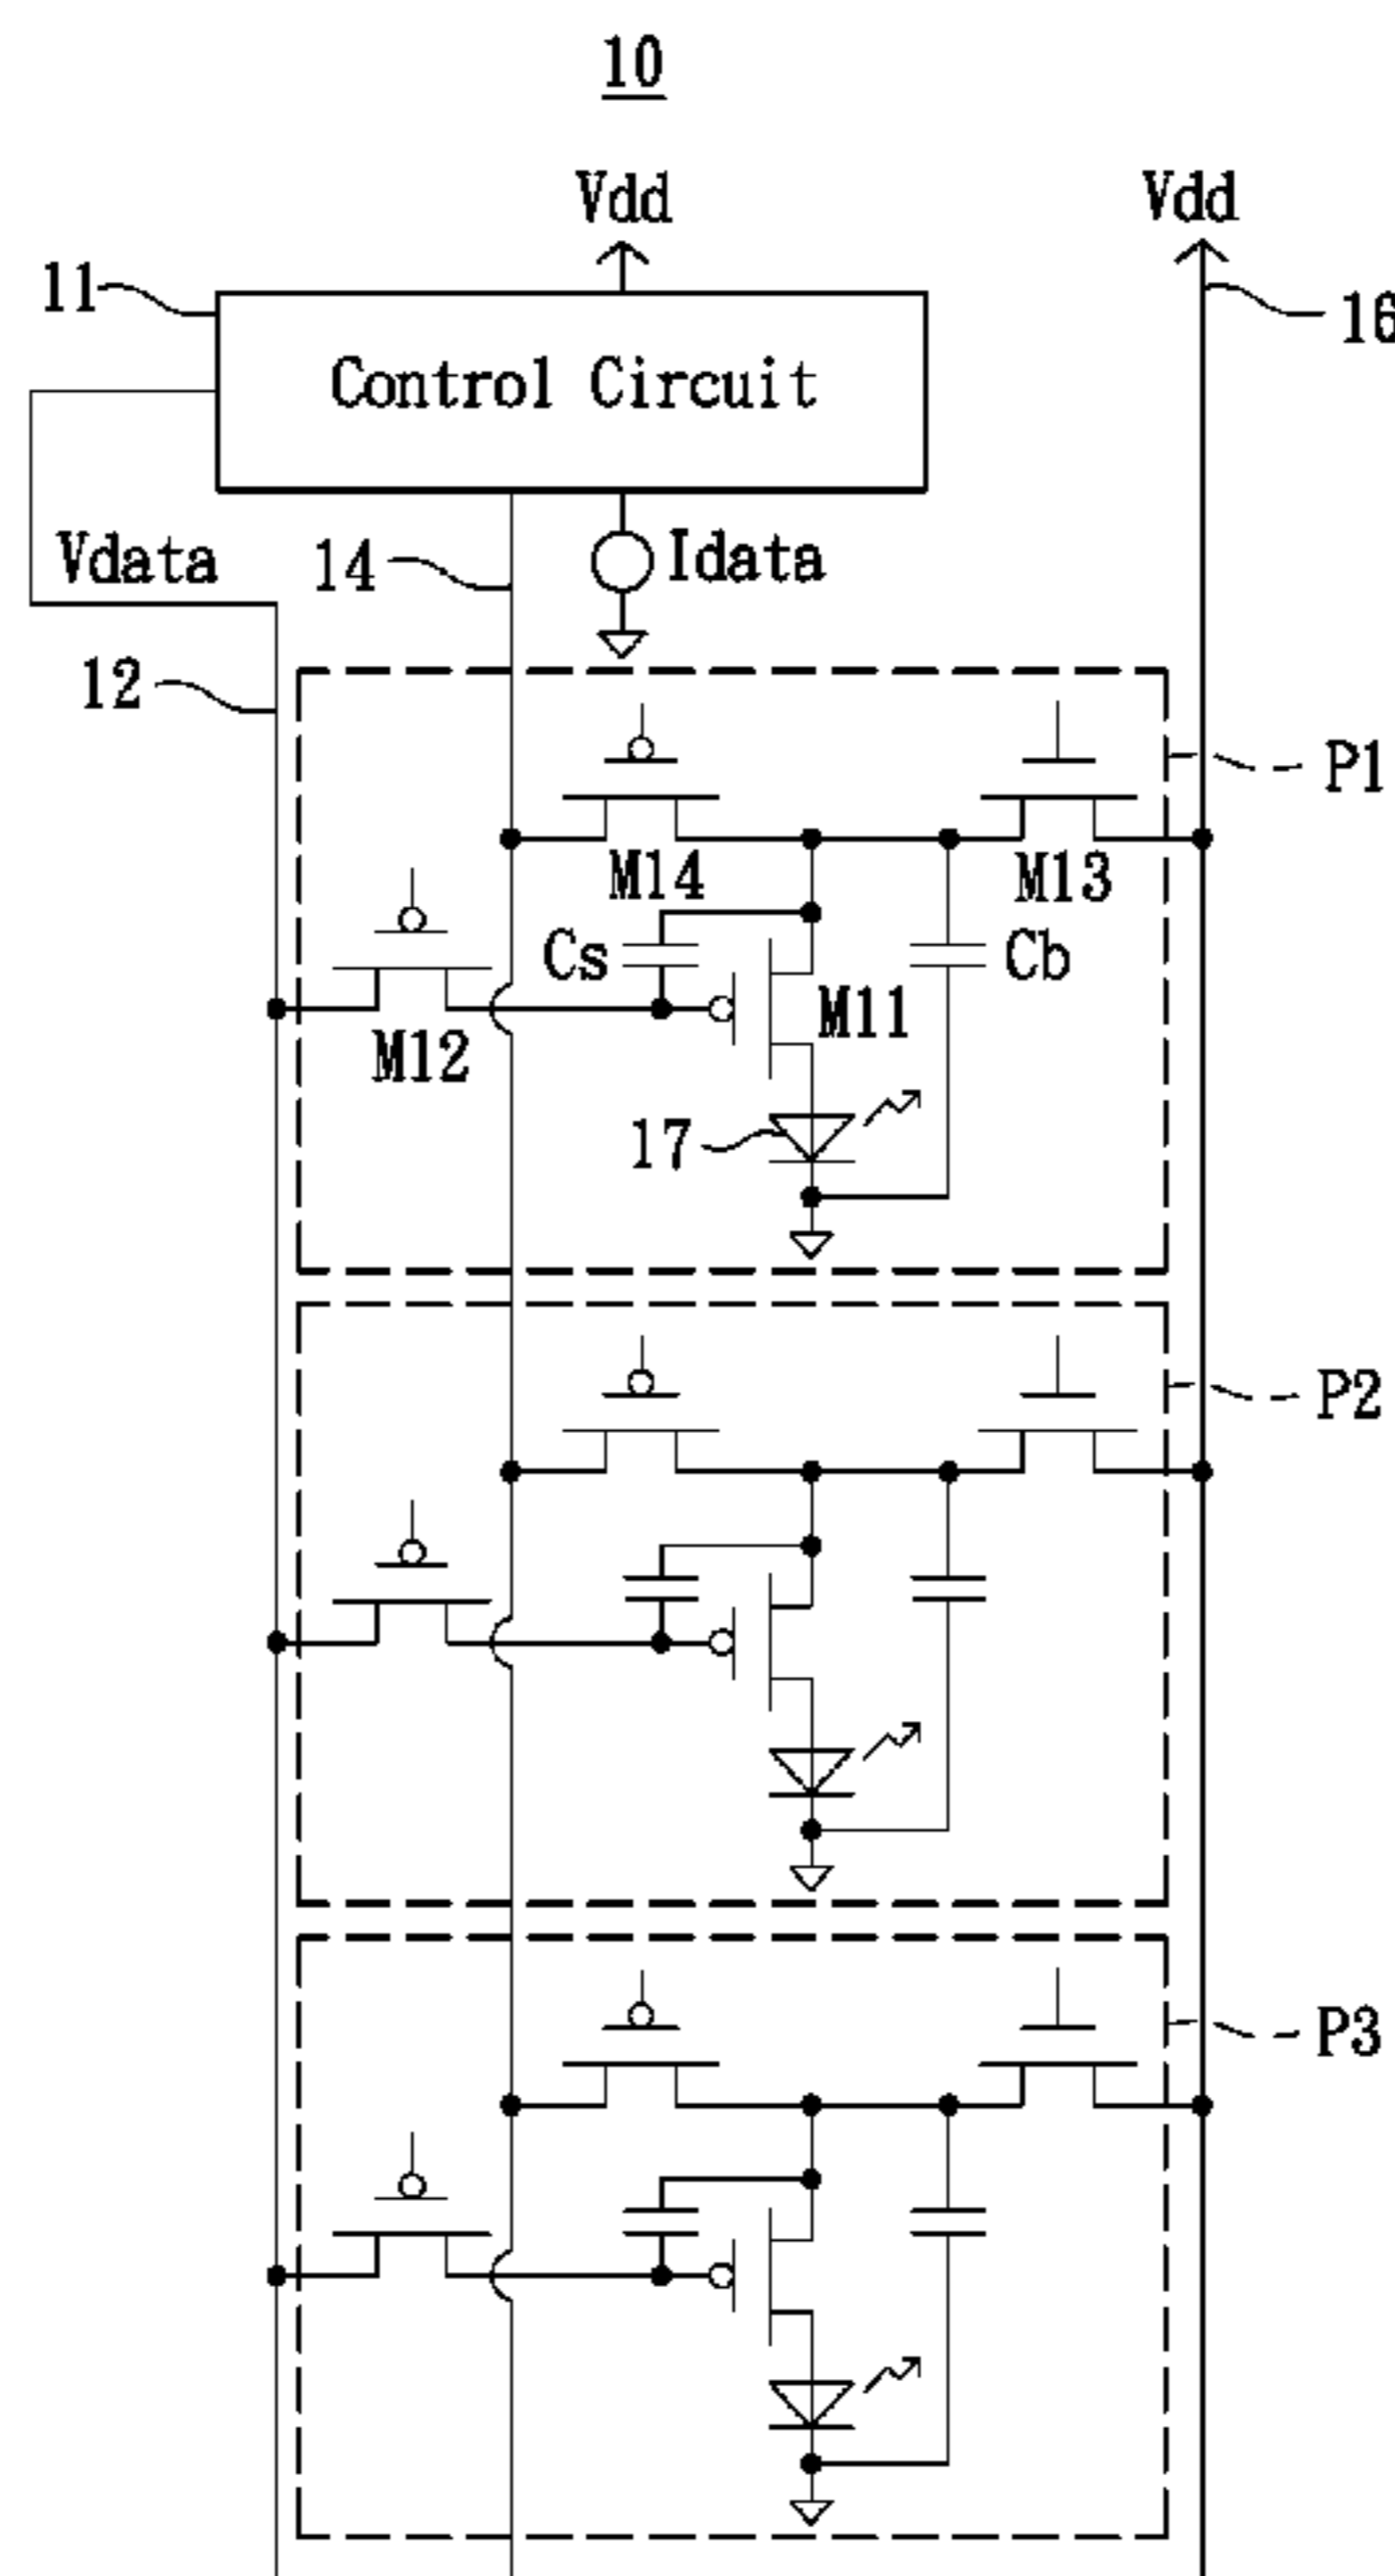 10
Vdd Vdd
11
16
Control Circuit
Vdata 14 Idata
12
P1
M14 M13
Cs Cb
M11
M12
17
P2
P3